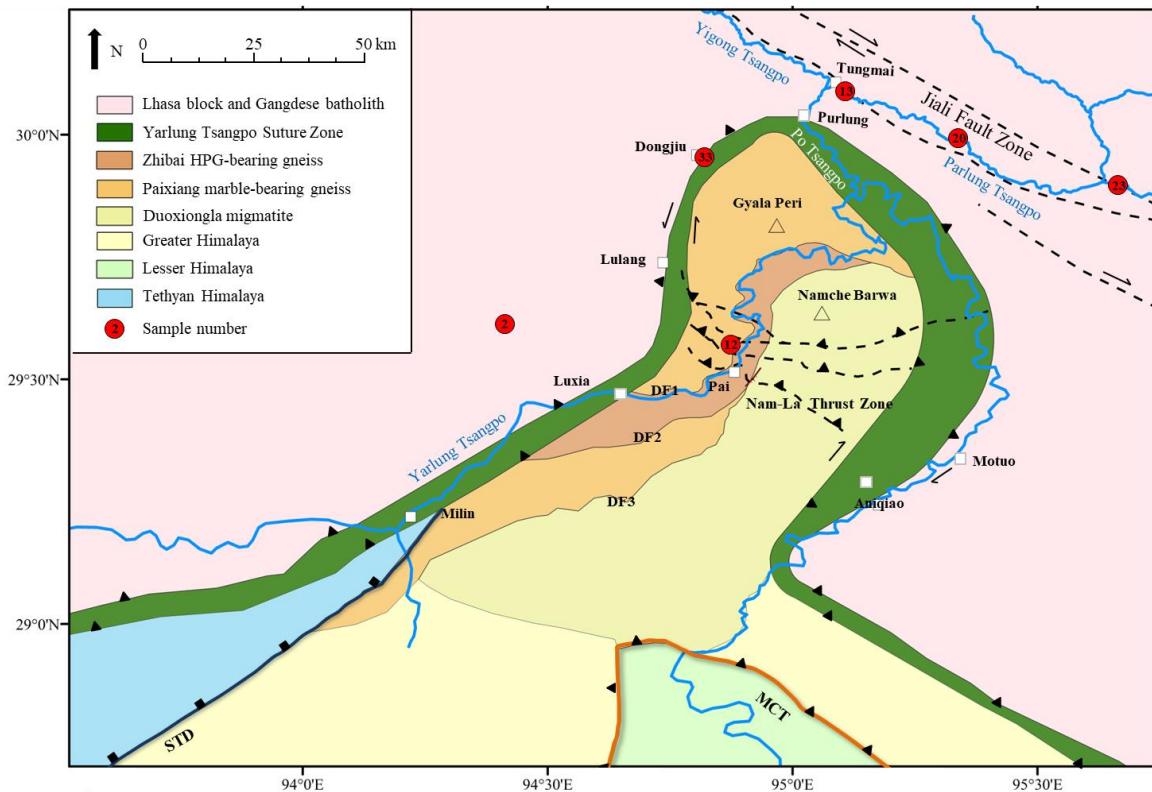 N
0 25 50 km
Lhasa block and Gangdese batholith
Yarlung Tsangpo Suture Zone
Zhibai HPG-bearing gneiss
Paixiang marble-bearing gneiss
Duoxiongla migmatite
Greater Himalaya
Lesser Himalaya
Tethyan Himalaya
2 Sample number
Yigong Tsangpo
Tungmai
13
Jiali Fault Zone
Purlung
30°0'N
20
Dongjiu
33
Po Tsangpo
Parlung Tsangpo
23
Gyala Peri
Lulang
Namche Barwa
2
12
29°30'N
Luxia
DF1
Pai
Nam-La Thrust Zone
DF2
Yarlung Tsangpo
Motuo
Aniqiao
DF3
Milin
29°0'N
MCT
STD
94°0'E 94°30'E 95°0'E 95°30'E